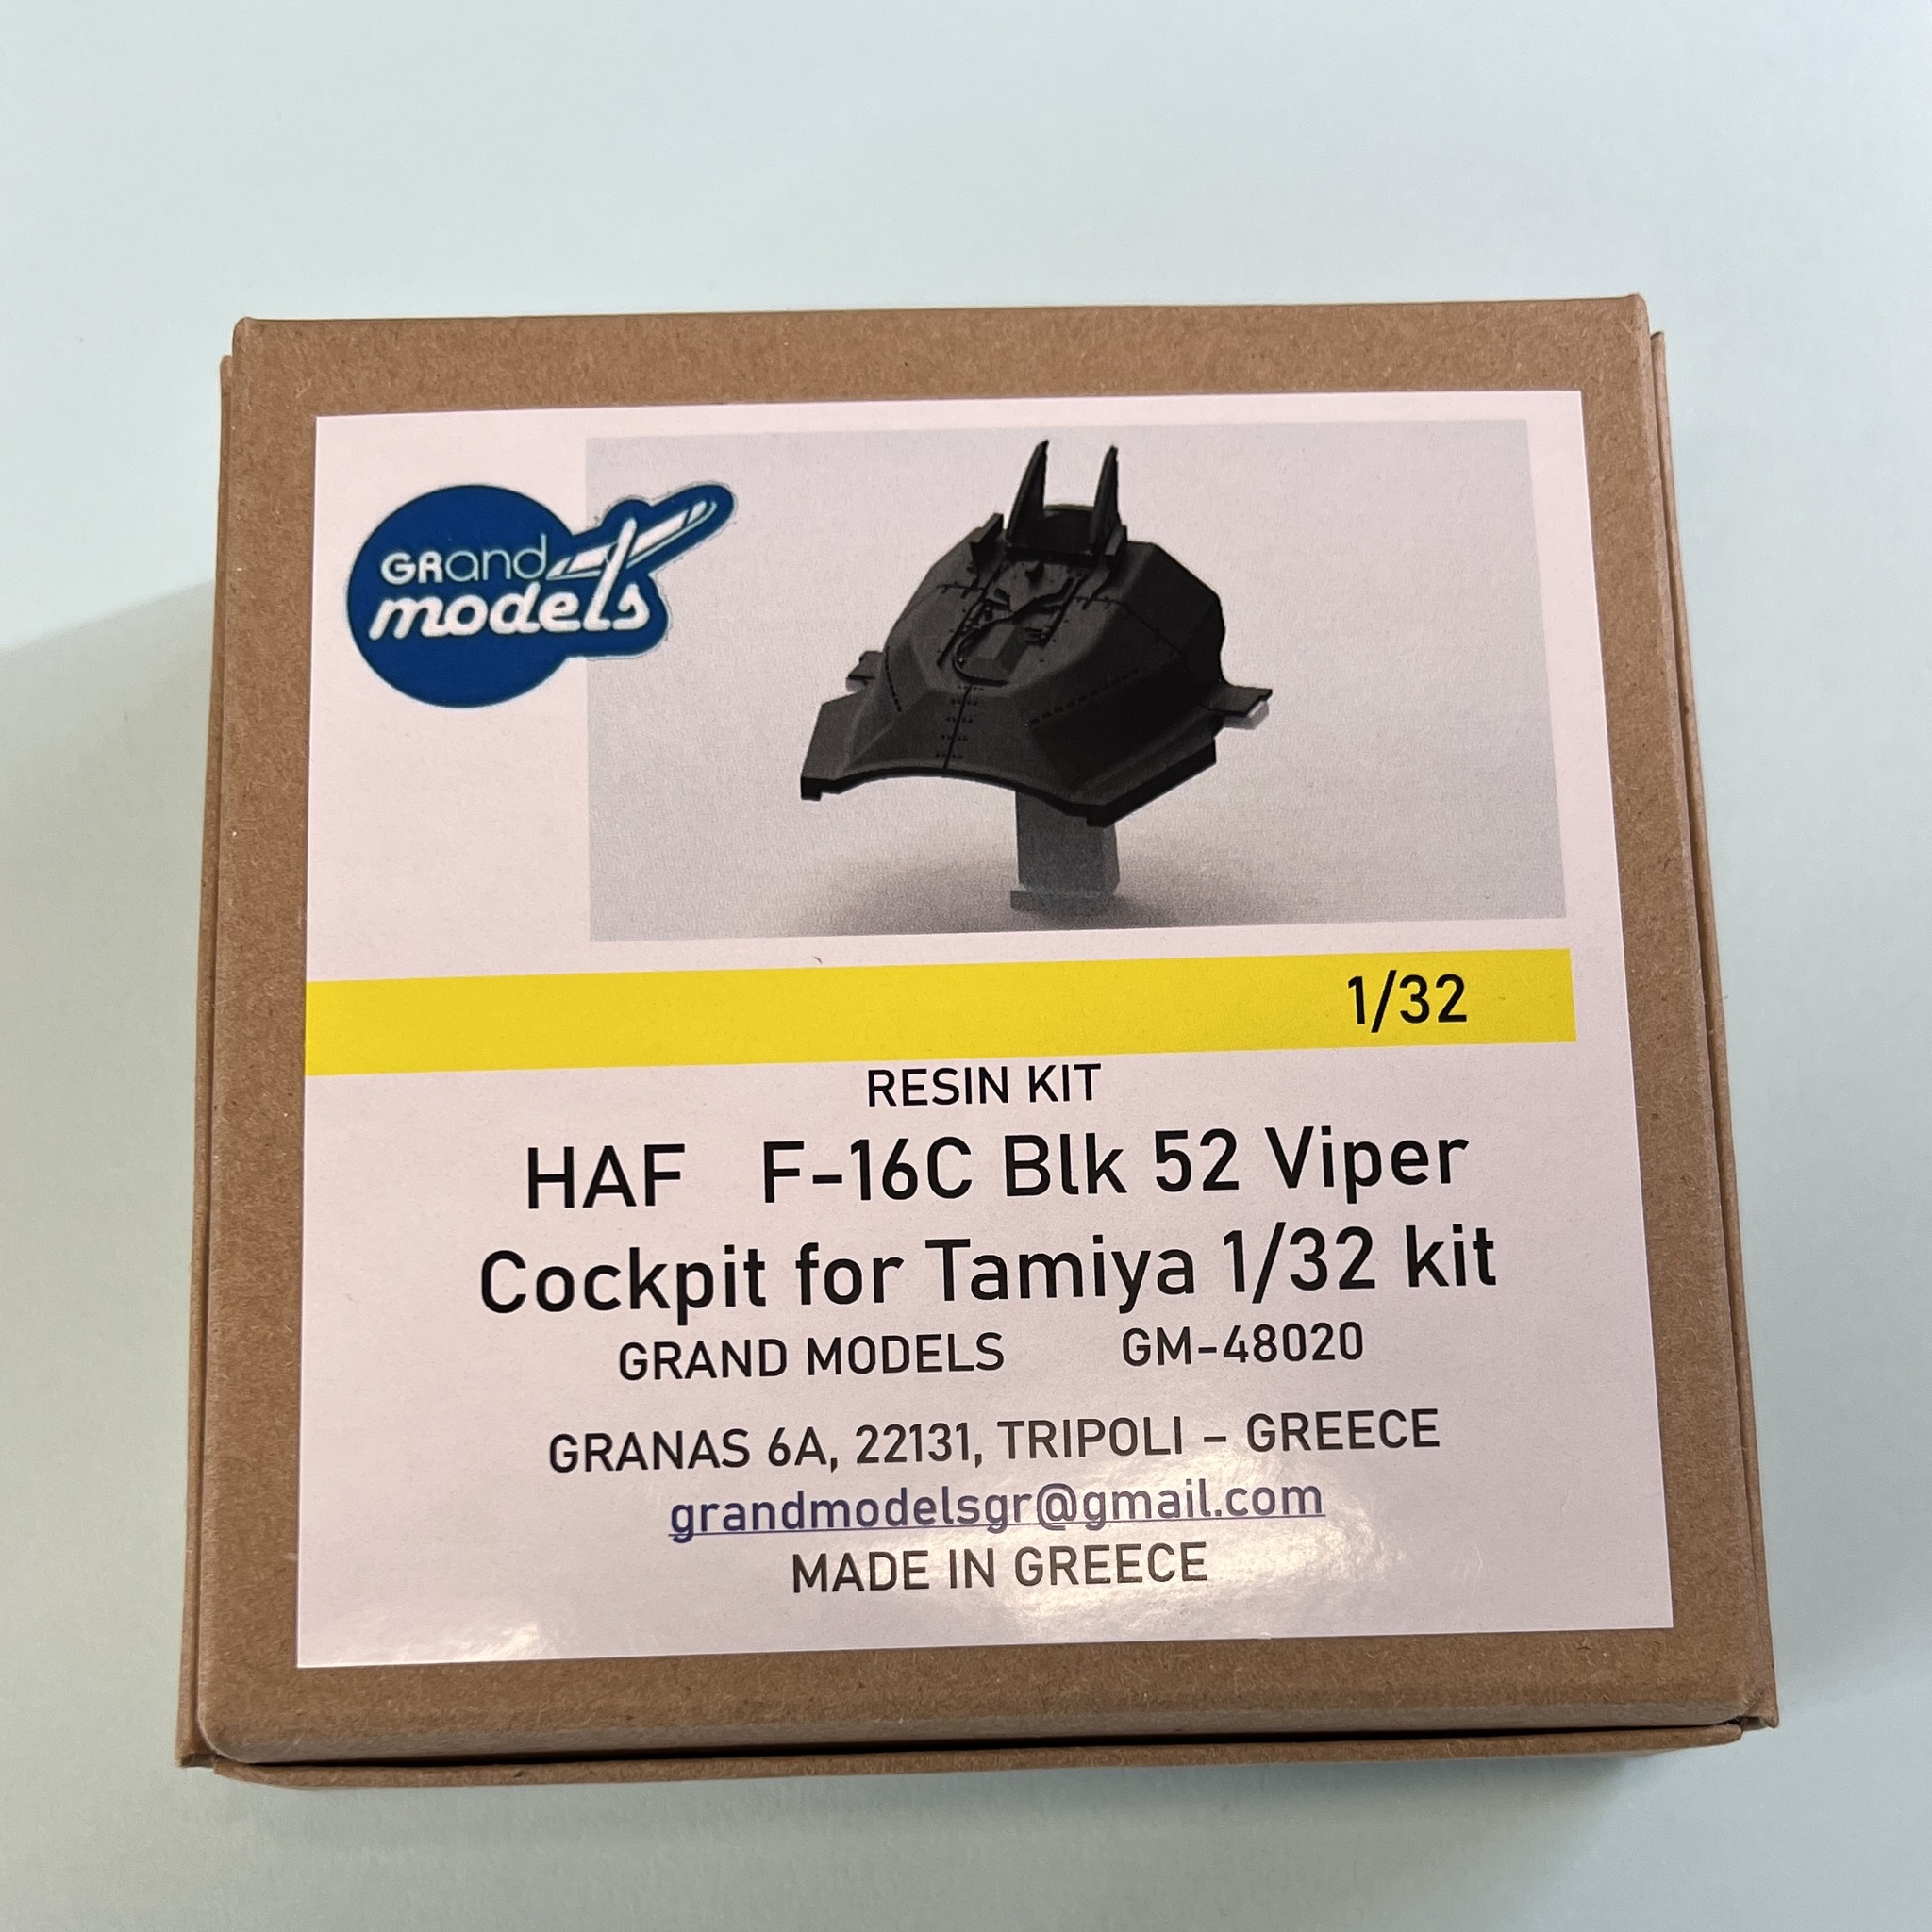 GRand
models
1/32
RESIN KIT
HAF F-16C Blk 52 Viper
Cockpit for Tamiya 1/32 kit
GRAND MODELS GM-48020
GRANAS 6A, 22131, TRIPOLI – GREECE
grandmodelsgr@gmail.com
MADE IN GREECE